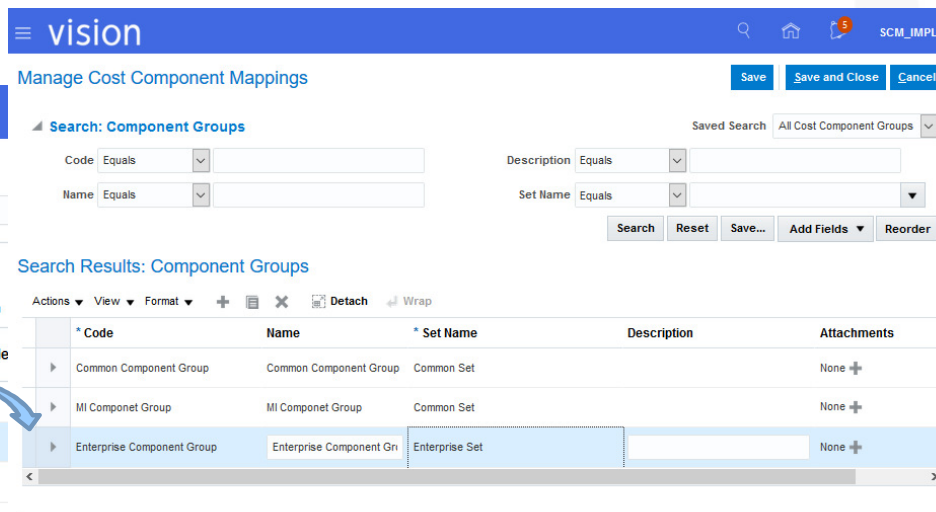 vision
5
SCM_IMPL
Manage Cost Component Mappings
Save Save and Close Cancel
Search: Component Groups
Saved Search All Cost Component Groups
Code Equals Description Equals
Name Equals Set Name Equals
Search Reset Save... Add Fields Reorder
Search Results: Component Groups
Actions View Format Detach Wrap
* Code Name * Set Name Description Attachments
Common Component Group Common Component Group Common Set None
MI Componet Group MI Componet Group Common Set None
Enterprise Component Group Enterprise Component Gr Enterprise Set None